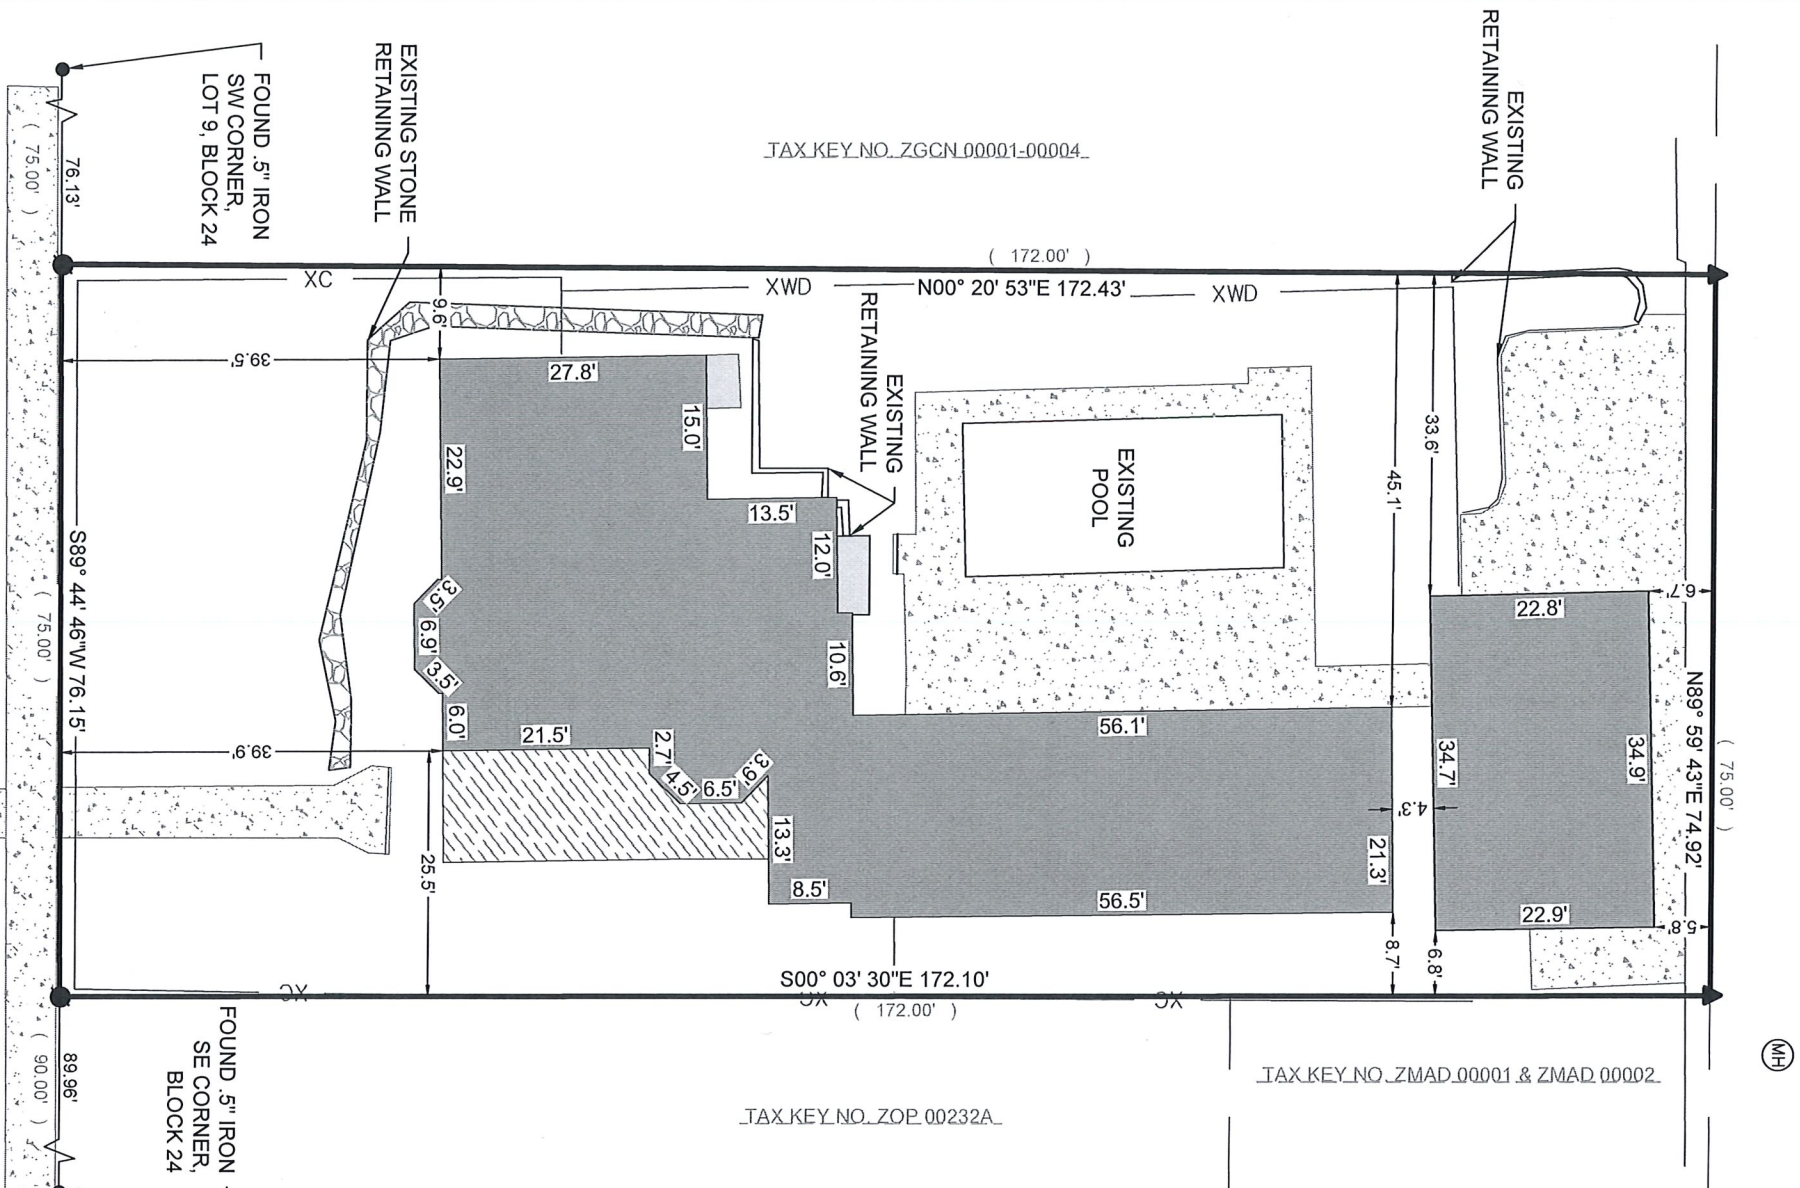 EXISTING
RETAINING WALL
EXISTING STONE
RETAINING WALL
FOUND .5" IRON
SW CORNER,
LOT 9, BLOCK 24
( 75.00' )
76.13'
TAX KEY NO. ZGCN 00001-00004
( 172.00' )
XC
XWD
N00° 20' 53"E 172.43'
XWD
9.6'
39.5'
27.8'
15.0'
22.9'
EXISTING
RETAINING WALL
13.5'
12.0'
10.6'
EXISTING
POOL
45.1'
33.6'
6.7'
22.8'
S89° 44' 46"W 76.15'
( 75.00' )
3.5'
6.9'
3.5'
6.0'
21.5'
2.7'
4.5'
6.5'
3.9'
39.9'
25.5'
13.3'
8.5'
56.1'
56.5'
21.3'
4.3'
34.7'
34.9'
N89° 59' 43"E 74.92'
( 75.00' )
22.9'
5.8'
8.7'
6.8'
S00° 03' 30"E 172.10'
XC
XC
XC
( 172.00' )
FOUND .5" IRON
SE CORNER,
BLOCK 24
89.96'
( 90.00' )
MH
TAX KEY NO. ZMAD 00001 & ZMAD 00002
TAX KEY NO. ZOP 00232A